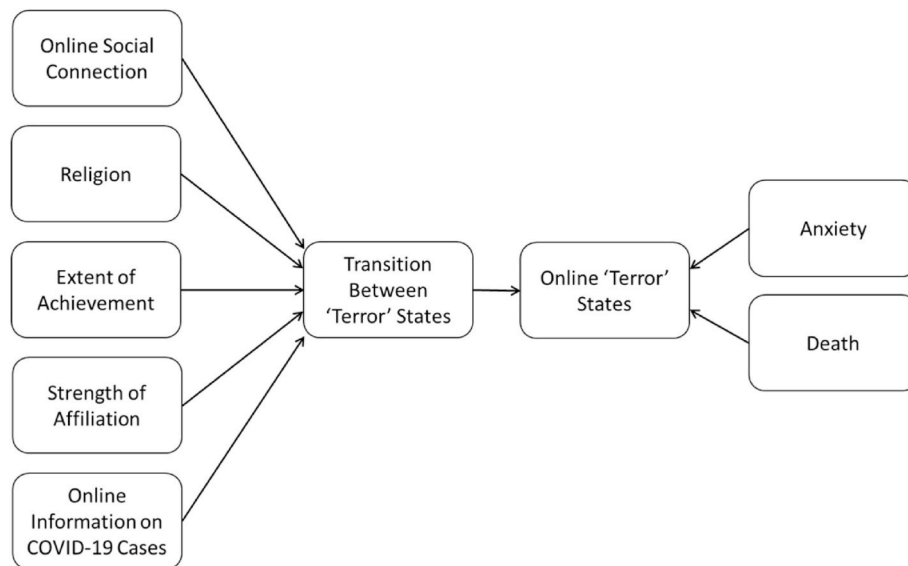 Online Social
Connection
Religion
Extent of
Achievement
Strength of
Affiliation
Online
Information on
COVID-19 Cases
Transition
Between
‘Terror’ States
Online ‘Terror’
States
Anxiety
Death